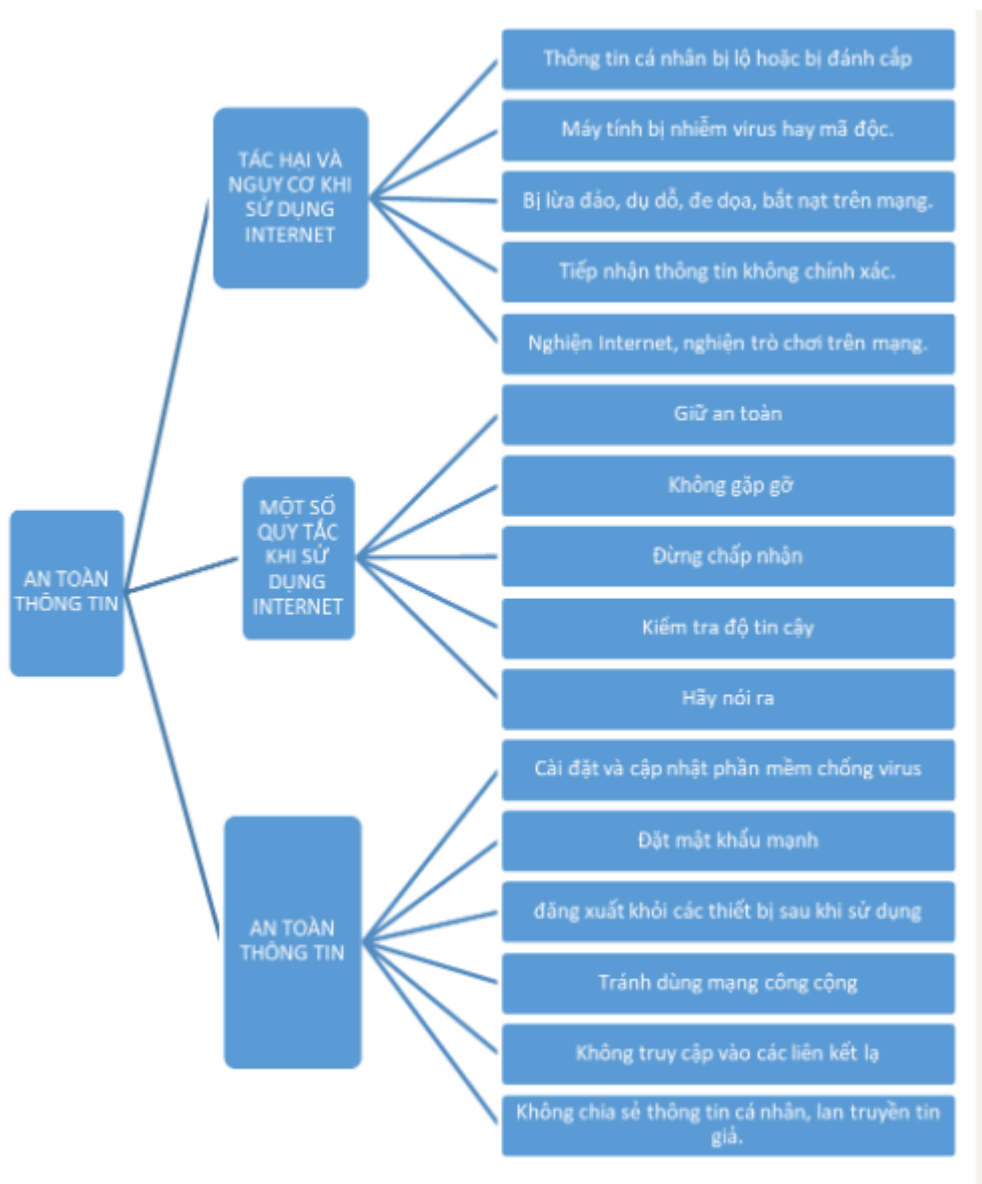 Thông tin cá nhân bị lộ hoặc bị đánh cắp
Máy tính bị nhiễm virus hay mã độc.
Bị lừa đảo, dụ dỗ, đe dọa, bắt nạt trên mạng.
Tiếp nhận thông tin không chính xác.
Nghiện Internet, nghiện trò chơi trên mạng.
TÁC HẠI VÀ
NGUY CƠ KHI
SỬ DỤNG
INTERNET
Giữ an toàn
Không gặp gỡ
Đừng chấp nhận
Kiểm tra độ tin cậy
Hãy nói ra
MỘT SỐ
QUY TẮC
KHI SỬ
DỤNG
INTERNET
AN TOÀN
THÔNG TIN
Cài đặt và cập nhật phần mềm chống virus
Đặt mật khẩu mạnh
đăng xuất khỏi các thiết bị sau khi sử dụng
Tránh dùng mạng công cộng
Không truy cập vào các liên kết lạ
Không chia sẻ thông tin cá nhân, lan truyền tin
giả.
AN TOÀN
THÔNG TIN